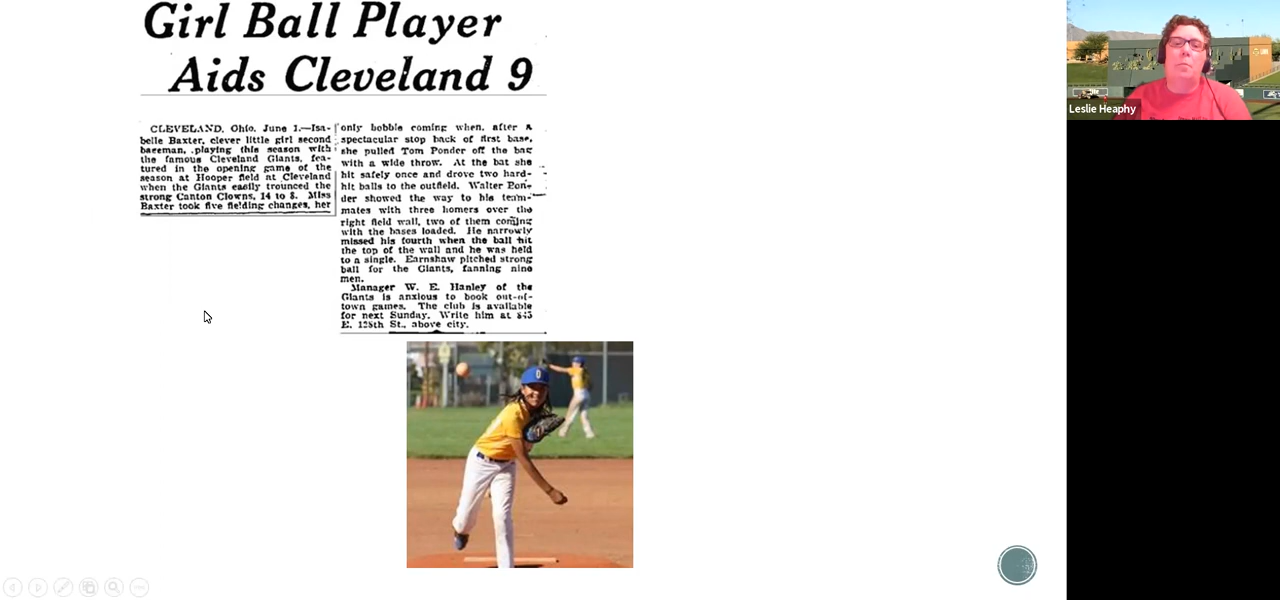 Girl Ball Player
Aids Cleveland 9
CLEVELAND, Ohio, June 1.—Isa-
belle Baxter, clever little girl second
baseman, playing this season with
the famous Cleveland Giants, fea-
tured in the opening game of the
season at Hooper field at Cleveland
when the Giants easily trounced the
strong Canton Clowns, 14 to 8. Miss
Baxter took five fielding changes, her
only bobble coming when, after a
spectacular stop back of first base,
she pulled Tom Ponder off the bag
with a wide throw. At the bat she
hit safely once and drove two hard-
hit balls to the outfield. Walter Bon-
der showed the way to his team-
mates with three homers over the
right field wall, two of them coming
with the bases loaded. He narrowly
missed his fourth when the ball hit
the top of the wall and he was held
to a single. Earnshaw pitched strong
ball for the Giants, fanning nine
men.
Manager W. E. Hanley of the
Giants is anxious to book out-of-
town games. The club is available
for next Sunday. Write him at
E. 128th St., above city.
Leslie Heaphy